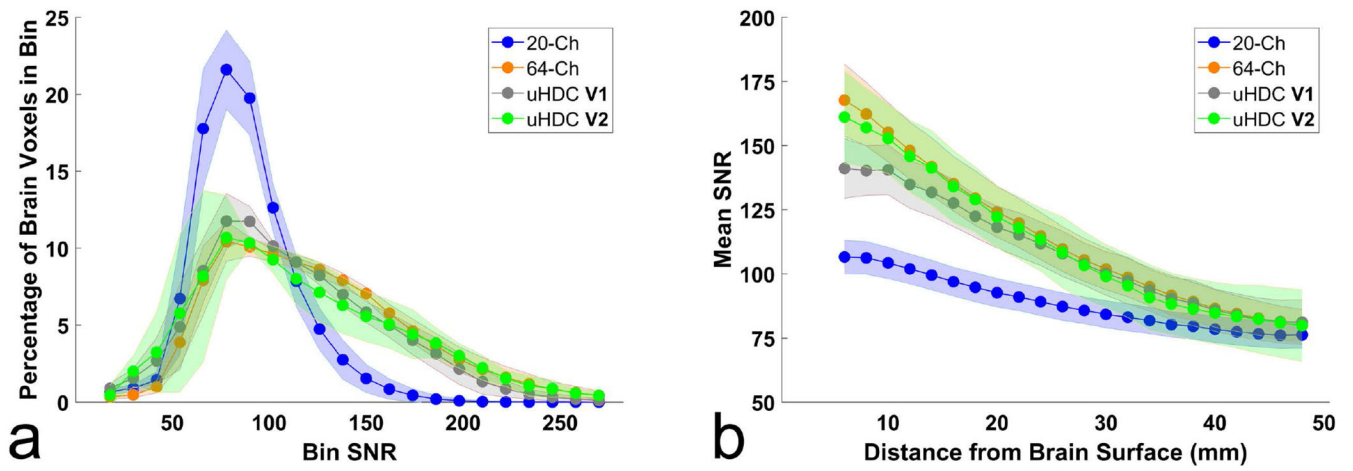 25
20
15
10
5
0
Percentage of Brain Voxels in Bin
20-Ch
64-Ch
uHDC V1
uHDC V2
50 100 150 200 250
Bin SNR
a
200
175
150
125
100
75
50
Mean SNR
20-Ch
64-Ch
uHDC V1
uHDC V2
10 20 30 40 50
Distance from Brain Surface (mm)
b